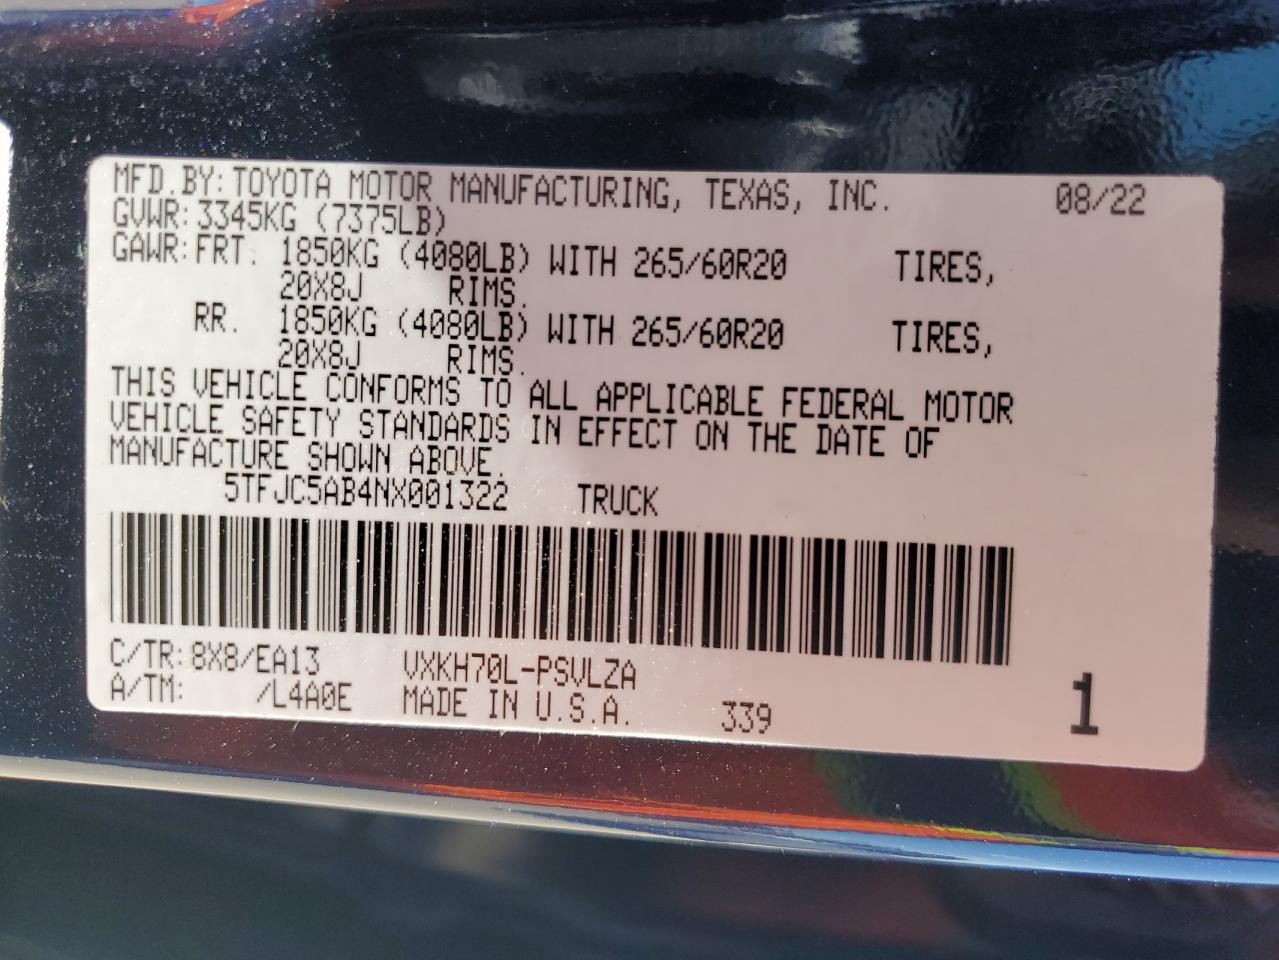 MFD.BY: TOYOTA MOTOR MANUFACTURING, TEXAS, INC. 08/22
GVWR: 3345KG (7375LB)
GAWR: FRT. 1850KG (4080LB) WITH 265/60R20 TIRES,
20X8J RIMS.
RR. 1850KG (4080LB) WITH 265/60R20 TIRES,
20X8J RIMS.
THIS VEHICLE CONFORMS TO ALL APPLICABLE FEDERAL MOTOR
VEHICLE SAFETY STANDARDS IN EFFECT ON THE DATE OF
MANUFACTURE SHOWN ABOVE.
5TFJC5AB4NX001322 TRUCK
C/TR: 8X8/EA13 VXKH70L-PSVLZA
A/TM: /L4A0E MADE IN U.S.A. 339 1